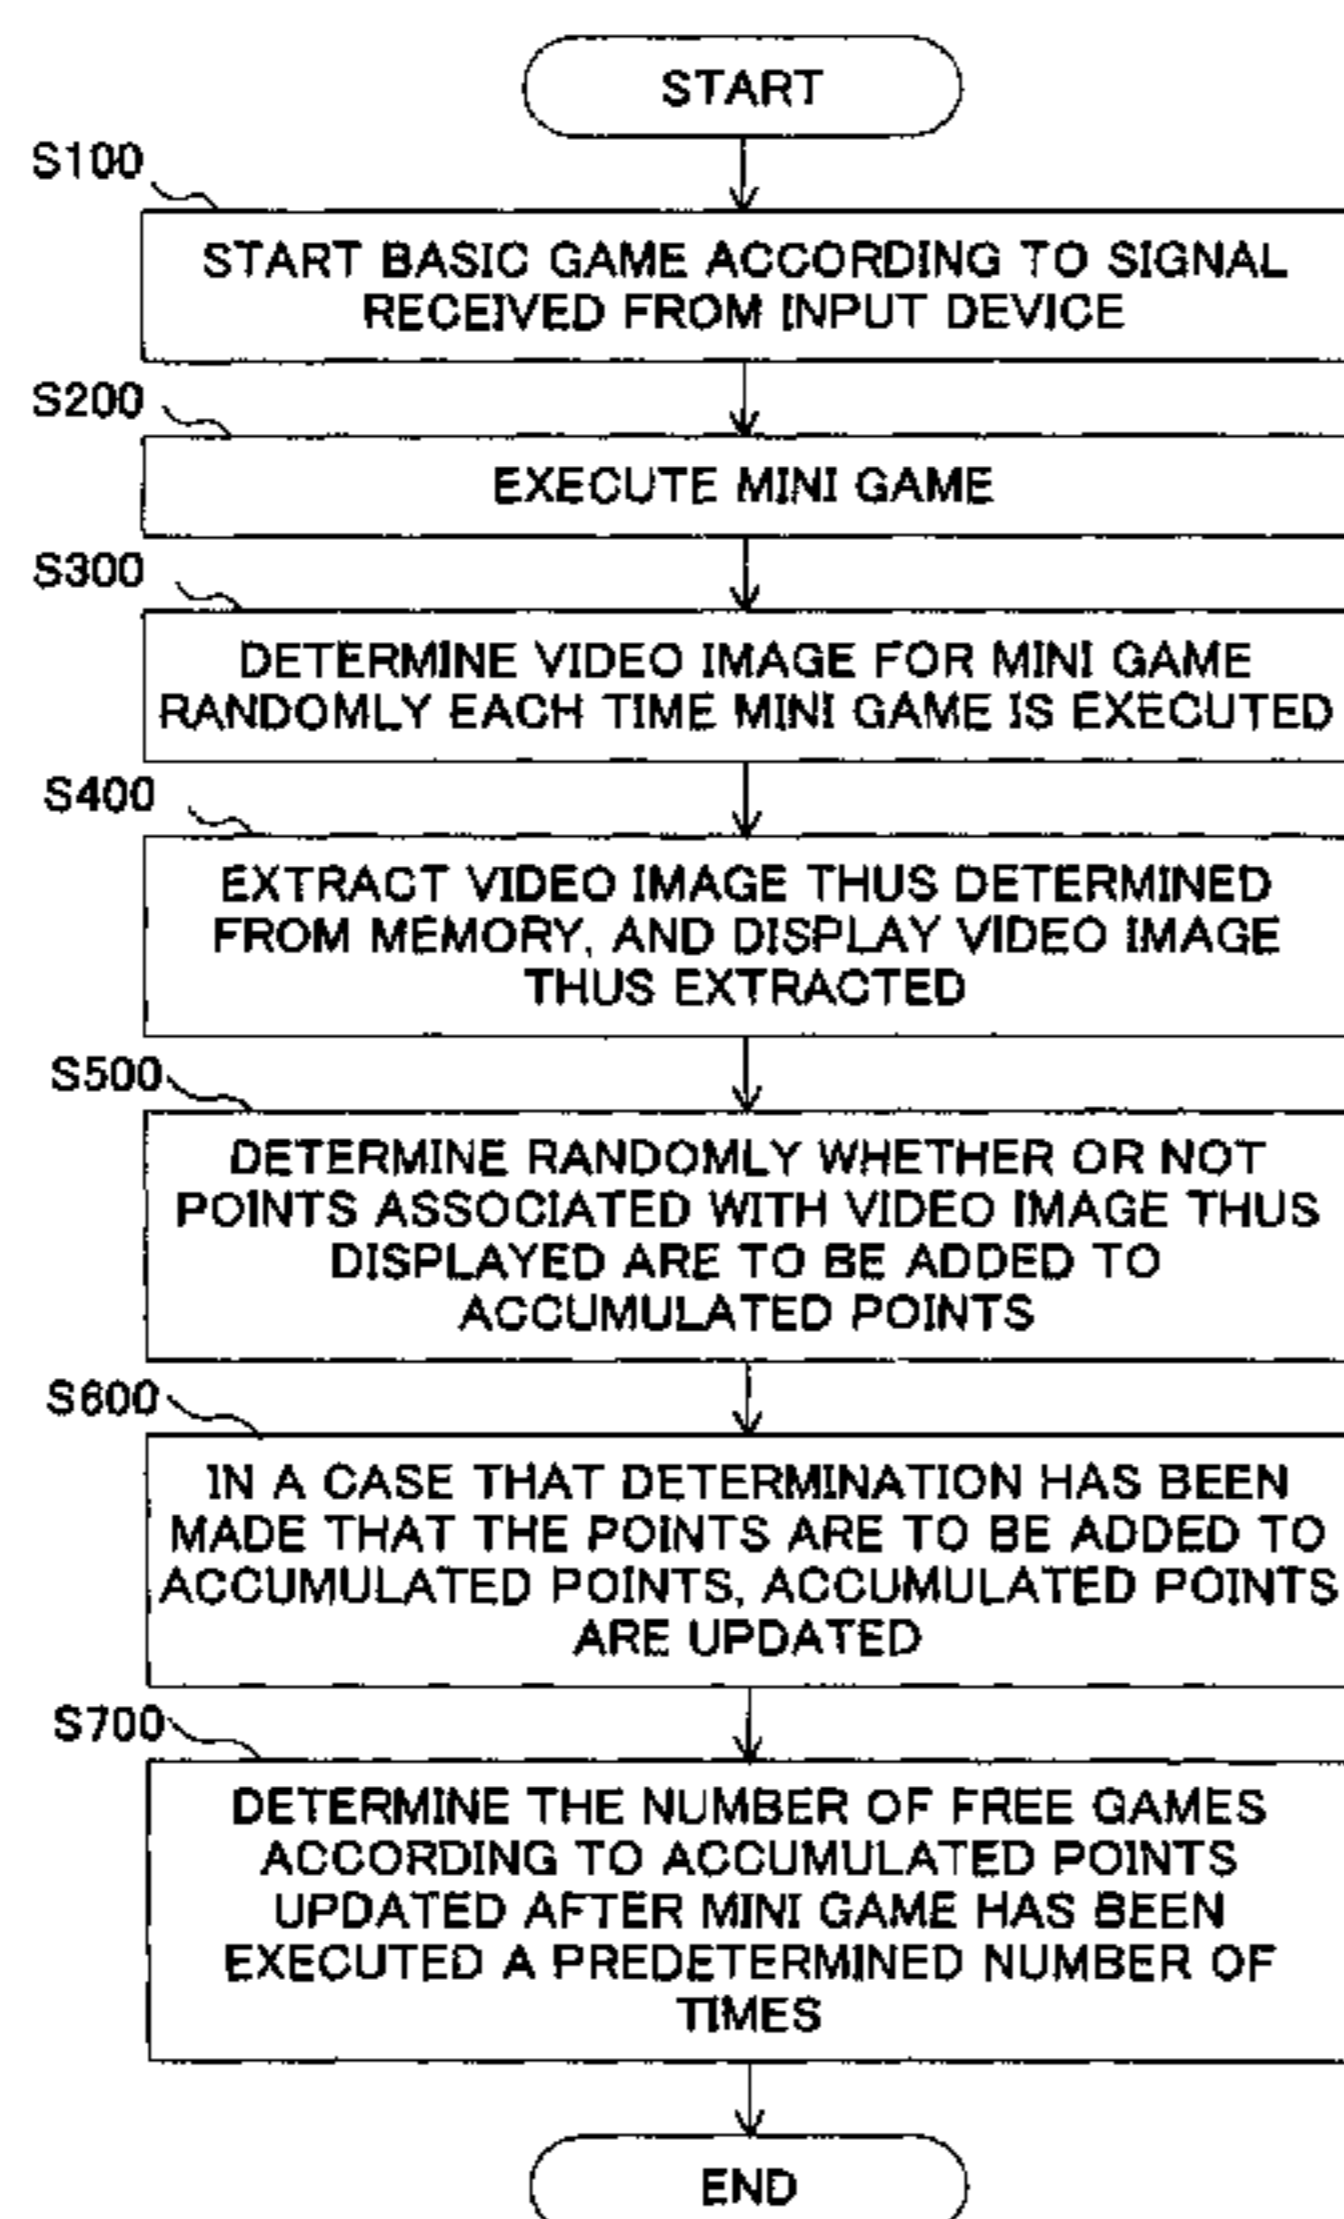 START
S100
START BASIC GAME ACCORDING TO SIGNAL
RECEIVED FROM INPUT DEVICE
S200
EXECUTE MINI GAME
S300
DETERMINE VIDEO IMAGE FOR MINI GAME
RANDOMLY EACH TIME MINI GAME IS EXECUTED
S400
EXTRACT VIDEO IMAGE THUS DETERMINED
FROM MEMORY, AND DISPLAY VIDEO IMAGE
THUS EXTRACTED
S500
DETERMINE RANDOMLY WHETHER OR NOT
POINTS ASSOCIATED WITH VIDEO IMAGE THUS
DISPLAYED ARE TO BE ADDED TO
ACCUMULATED POINTS
S600
IN A CASE THAT DETERMINATION HAS BEEN
MADE THAT THE POINTS ARE TO BE ADDED TO
ACCUMULATED POINTS, ACCUMULATED POINTS
ARE UPDATED
S700
DETERMINE THE NUMBER OF FREE GAMES
ACCORDING TO ACCUMULATED POINTS
UPDATED AFTER MINI GAME HAS BEEN
EXECUTED A PREDETERMINED NUMBER OF
TIMES
END